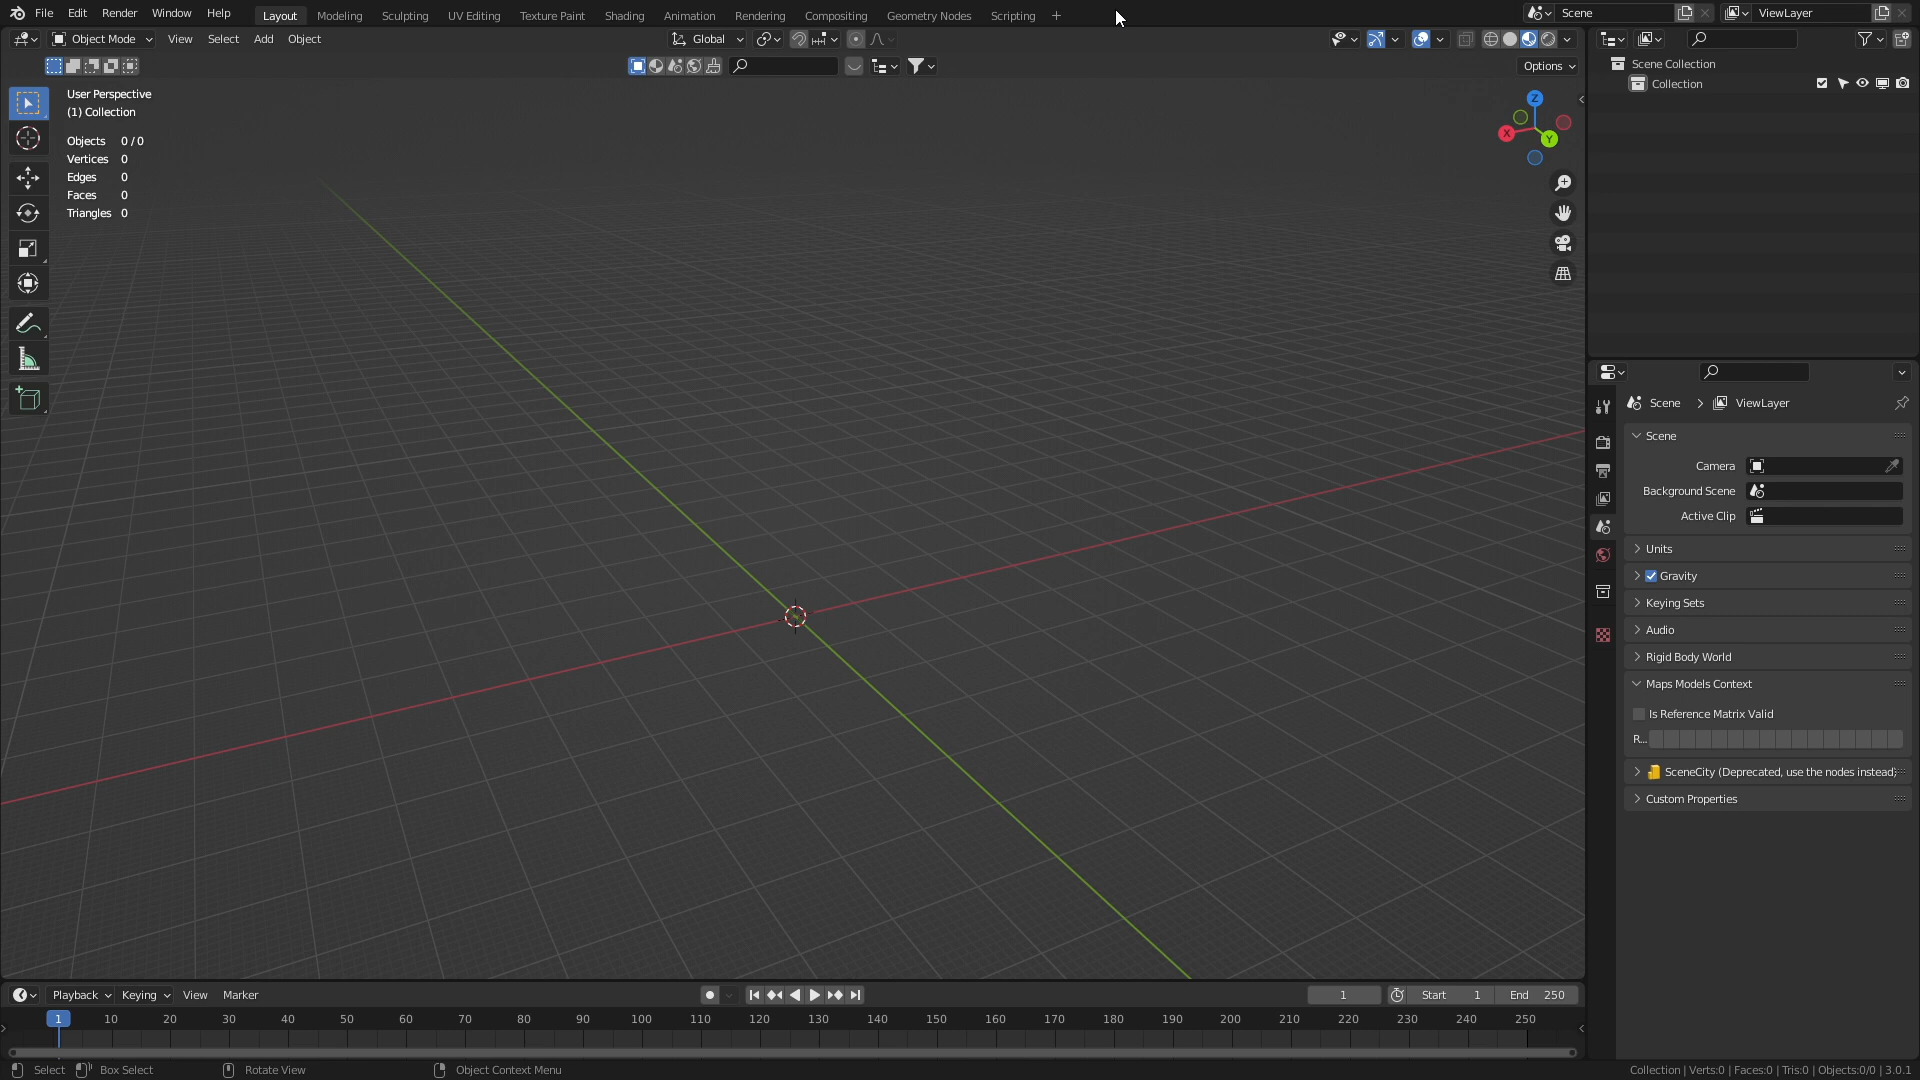 File Edit Render Window Help Layout Modeling Sculpting UV Editing Texture Paint Shading Animation Rendering Compositing Geometry Nodes Scripting + Scene ViewLayer
Object Mode View Select Add Object Global
Options
User Perspective
(1) Collection
Objects 0 / 0
Vertices 0
Edges 0
Faces 0
Triangles 0
Z
X
Y
Scene Collection
Collection
Scene > ViewLayer
Scene
Camera
Background Scene
Active Clip
Units
Gravity
Keying Sets
Audio
Rigid Body World
Maps Models Context
Is Reference Matrix Valid
R...
SceneCity (Deprecated, use the nodes instead)
Custom Properties
Playback Keying View Marker 1 Start 1 End 250
1 10 20 30 40 50 60 70 80 90 100 110 120 130 140 150 160 170 180 190 200 210 220 230 240 250
Select Box Select Rotate View Object Context Menu Collection | Verts:0 | Faces:0 | Tris:0 | Objects:0/0 | 3.0.1